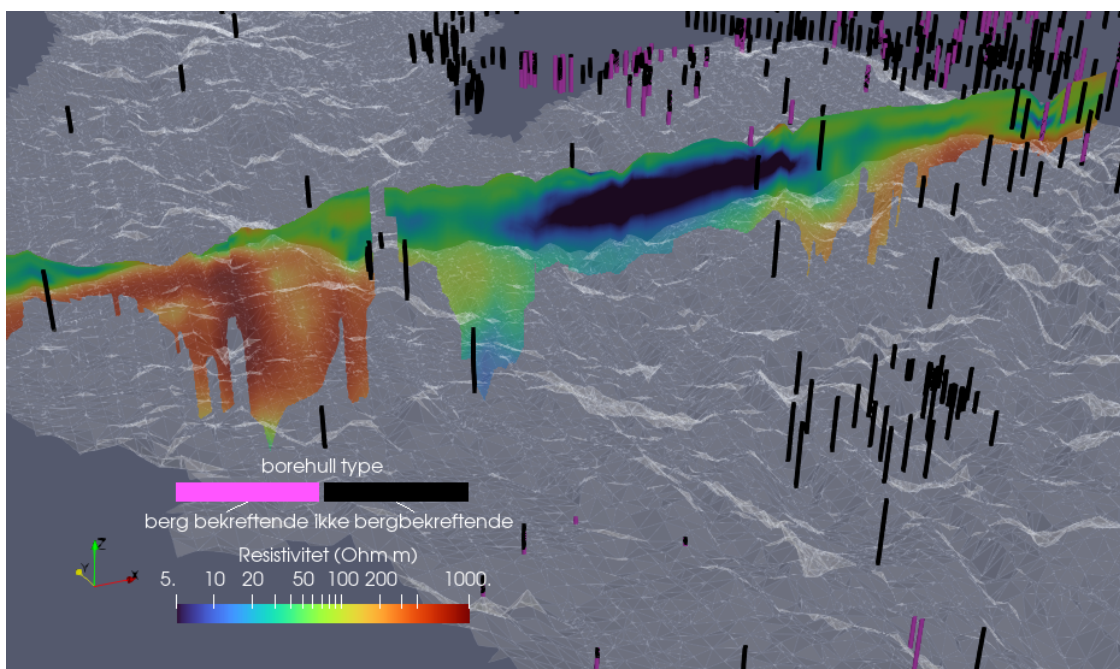 borehull type
berg bekreftende ikke bergbekreftende
Resistivitet (Ohm m)
5. 10 20 50 100 200 1000.
Z
Y
X